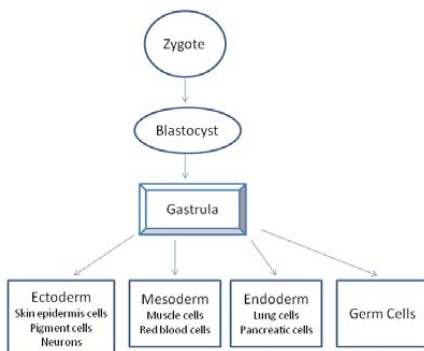 Zygote
Blastocyst
Gastrula
Ectoderm
Skin epidermis cells
Pigment cells
Neurons
Mesoderm
Muscle cells
Red blood cells
Endoderm
Lung cells
Pancreatic cells
Germ Cells